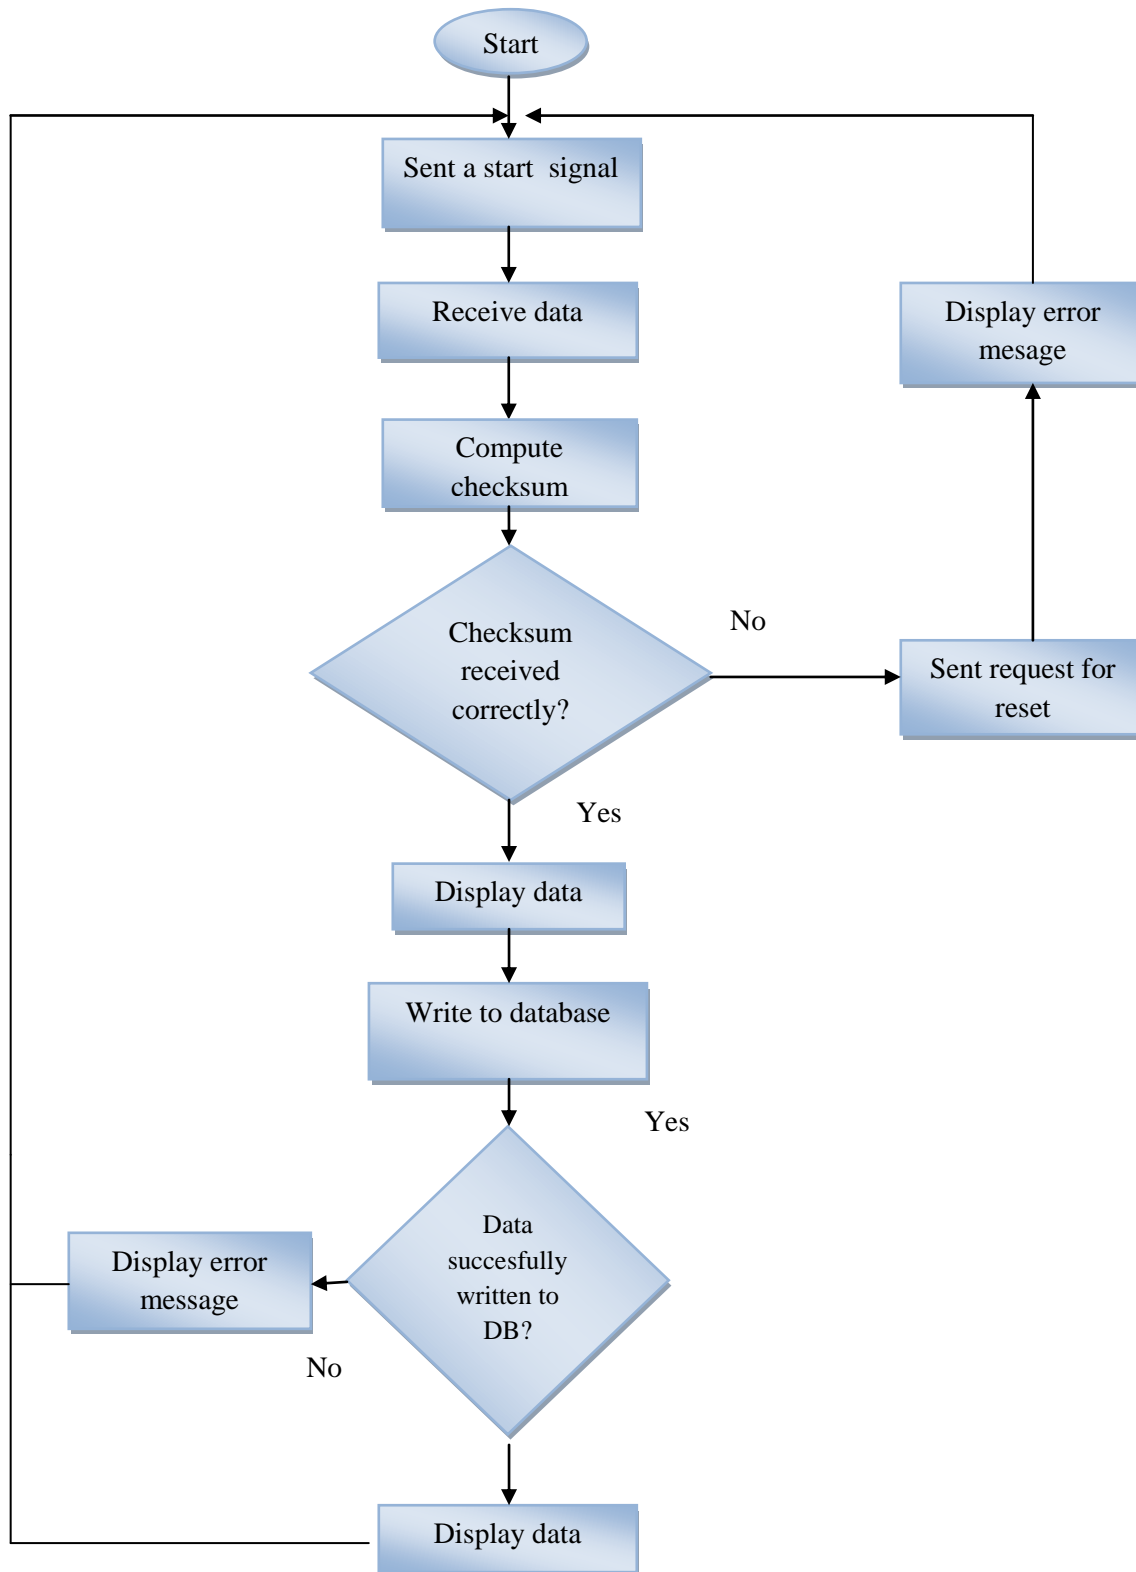 Start
Sent a start signal
Receive data
Display error
mesage
Compute
checksum
Checksum
received
correctly?
No
Sent request for
reset
Yes
Display data
Write to database
Yes
Data
succesfully
written to
DB?
Display error
message
No
Display data